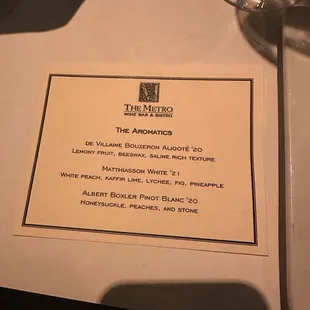 The Metro
Wine Bar & Bistro
The Aromatics
de Villaine Bouzeron Aligoté '20
Lemony fruit, beeswax, saline rich texture
Matthiasson White '21
White peach, kaffir lime, lychee, fig, pineapple
Albert Boxler Pinot Blanc '20
Honeysuckle, peaches, and stone